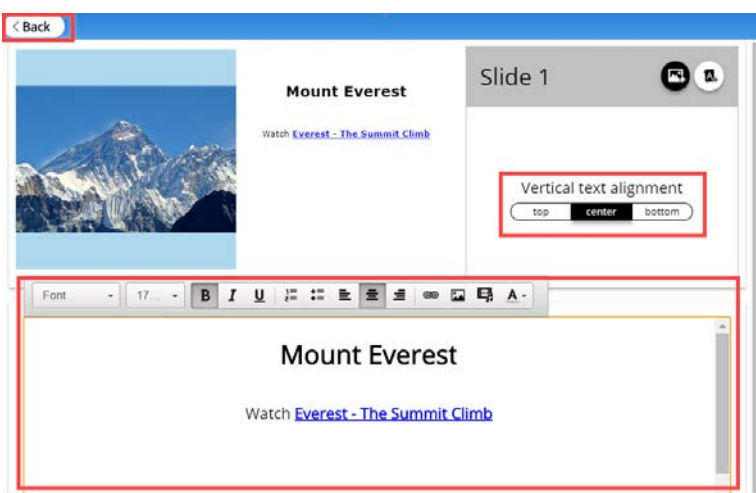 Back
Mount Everest
Watch Everest - The Summit Climb
Slide 1
Vertical text alignment
top center bottom
Font 17... B I U A
Mount Everest
Watch Everest - The Summit Climb